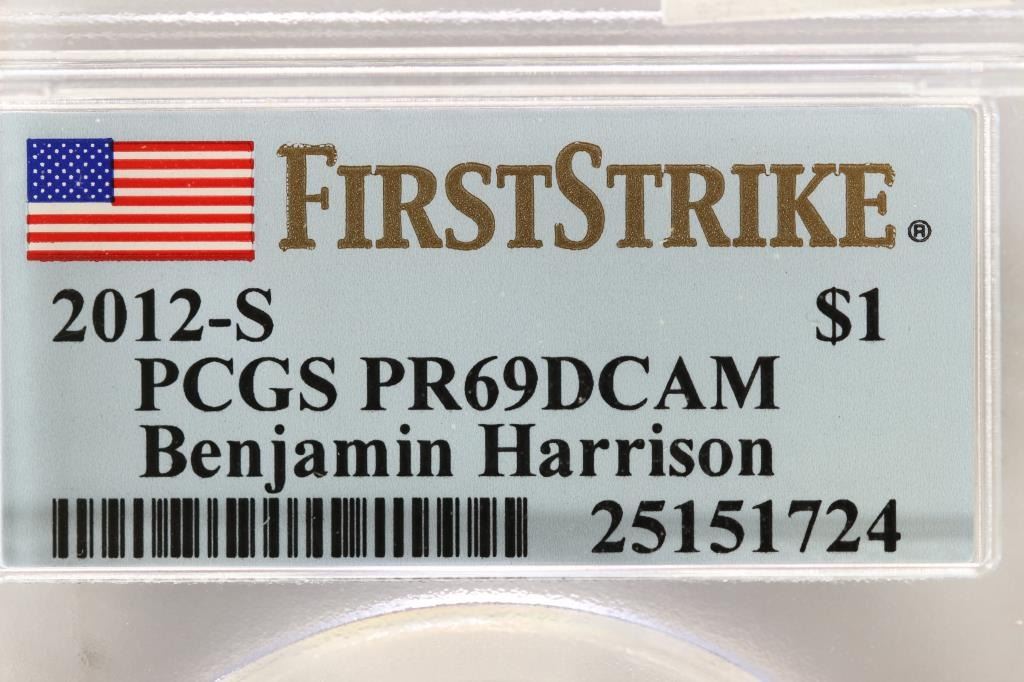 FIRSTSTRIKE®
2012-S $1
PCGS PR69DCAM
Benjamin Harrison
25151724